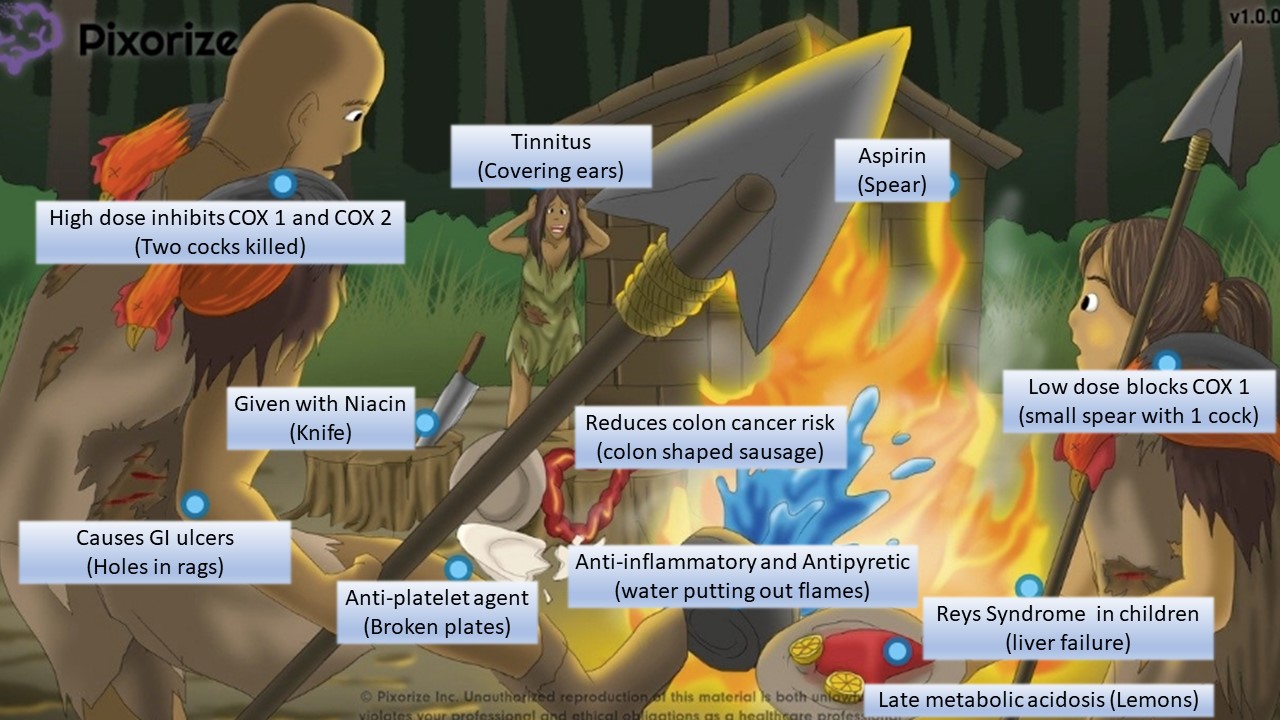 Pixorize
v1.0.0
Tinnitus
(Covering ears)
Aspirin
(Spear)
High dose inhibits COX 1 and COX 2
(Two cocks killed)
Given with Niacin
(Knife)
Reduces colon cancer risk
(colon shaped sausage)
Low dose blocks COX 1
(small spear with 1 cock)
Causes GI ulcers
(Holes in rags)
Anti-platelet agent
(Broken plates)
Anti-inflammatory and Antipyretic
(water putting out flames)
Reys Syndrome in children
(liver failure)
Late metabolic acidosis (Lemons)
© Pixorize Inc. Unauthorized reproduction of this material is both
violates your professional and ethical obligations as a healthcare